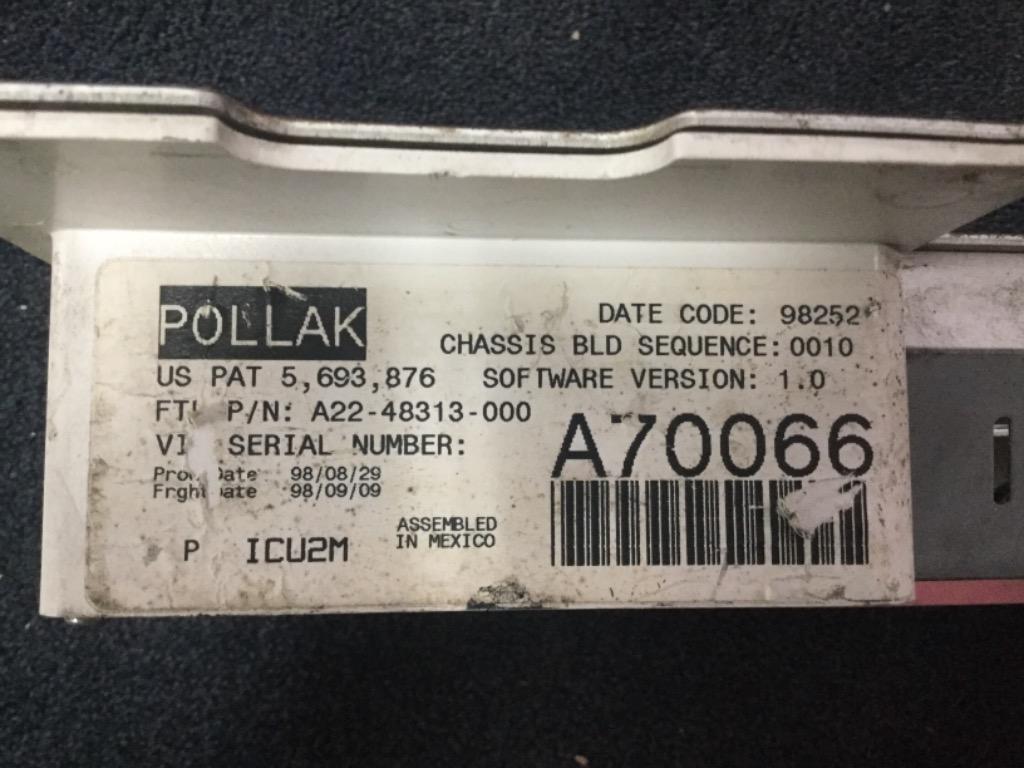 POLLAK
DATE CODE: 98252
CHASSIS BLD SEQUENCE: 0010
US PAT 5,693,876 SOFTWARE VERSION: 1.0
P/N: A22-48313-000
SERIAL NUMBER: A70066
98/08/29
98/09/09
P ICU2M
ASSEMBLED
IN MEXICO